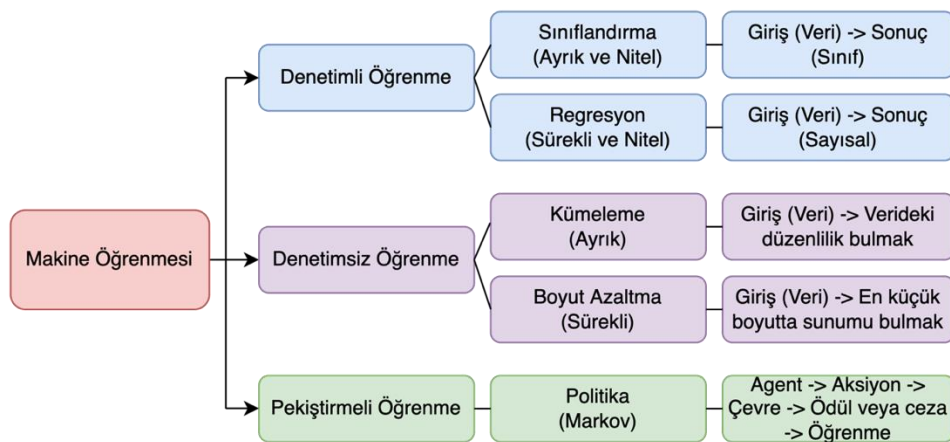 Makine Öğrenmesi
Denetimli Öğrenme
Sınıflandırma
(Ayrık ve Nitel)
Giriş (Veri) -> Sonuç
(Sınıf)
Regresyon
(Sürekli ve Nitel)
Giriş (Veri) -> Sonuç
(Sayısal)
Denetimsiz Öğrenme
Kümeleme
(Ayrık)
Giriş (Veri) -> Verideki
düzenlilik bulmak
Boyut Azaltma
(Sürekli)
Giriş (Veri) -> En küçük
boyutta sunumu bulmak
Pekiştirmeli Öğrenme
Politika
(Markov)
Agent -> Aksiyon ->
Çevre -> Ödül veya ceza
-> Öğrenme